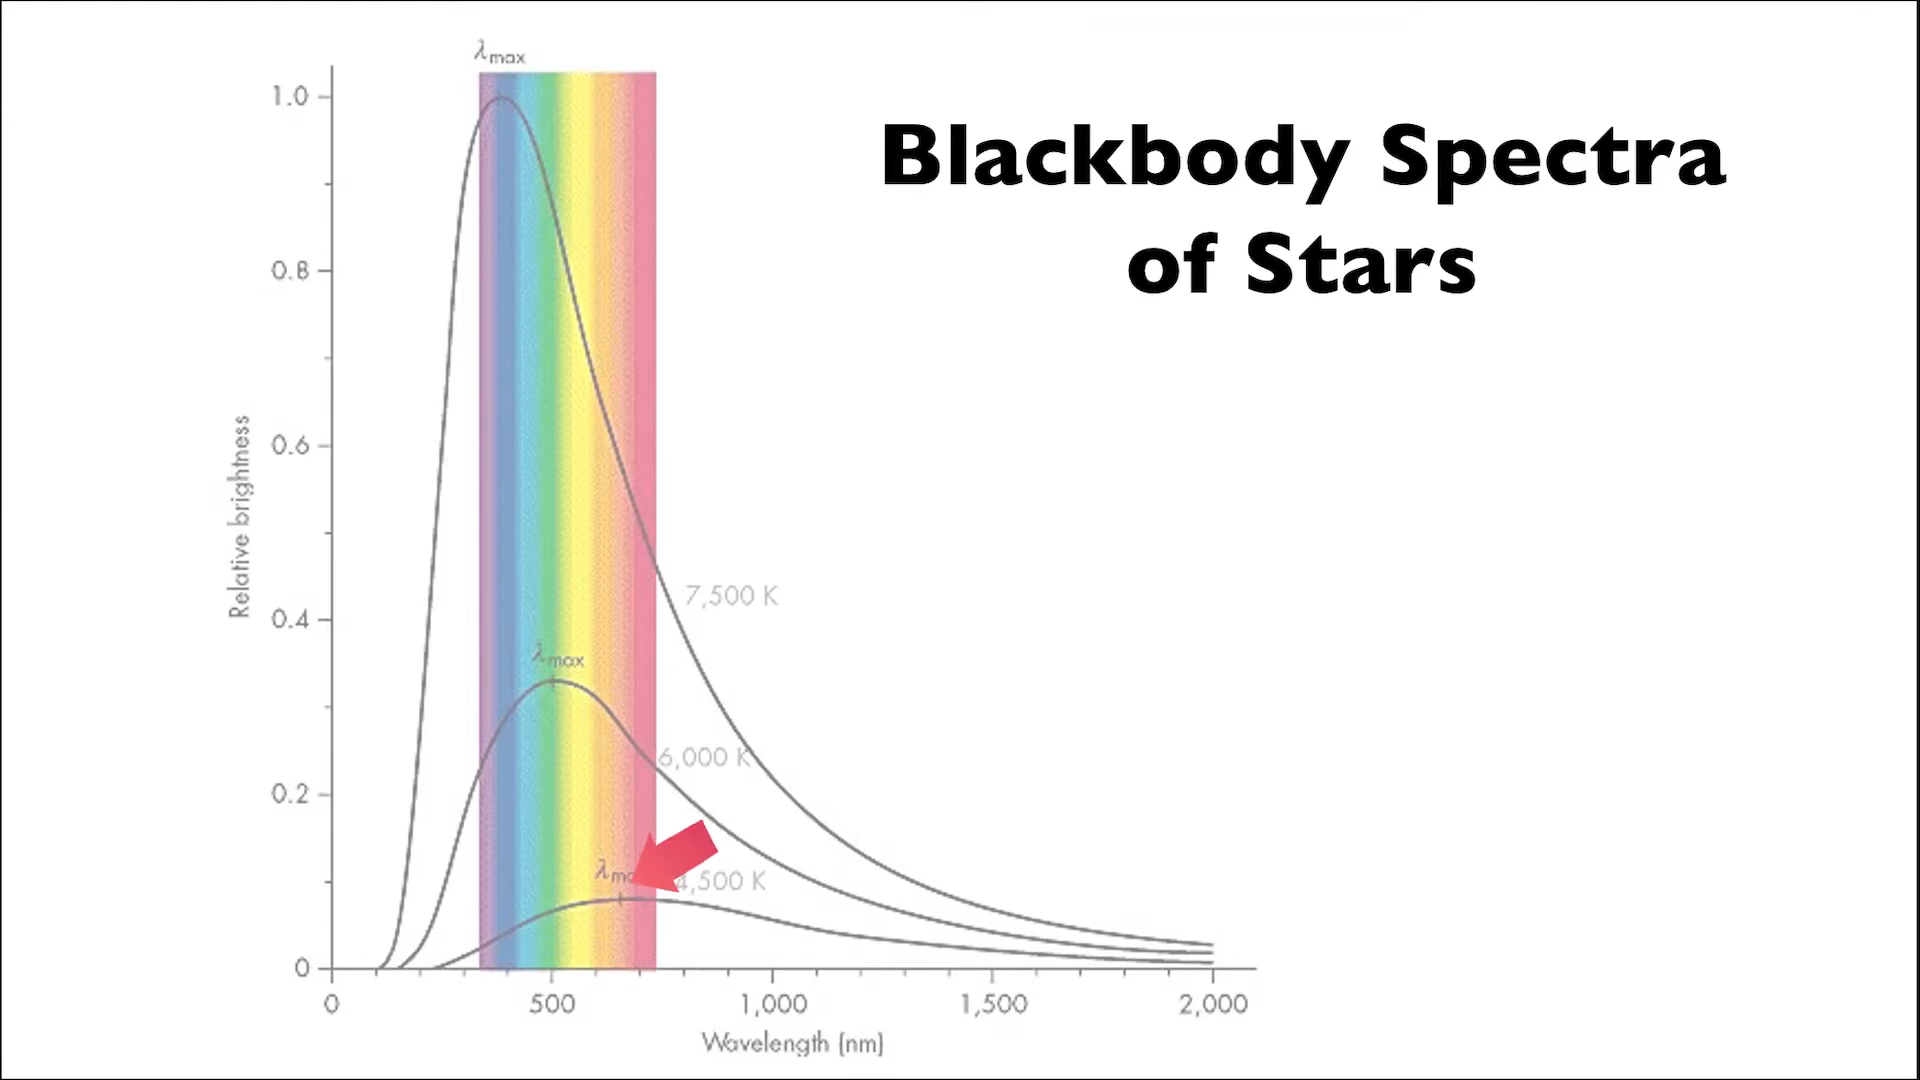 Blackbody Spectra
of Stars
λmax
1.0
0.8
0.6
0.4
0.2
0
Relative brightness
7,500 K
λmax
6,000 K
4,500 K
0
500
1,000
1,500
2,000
Wavelength (nm)